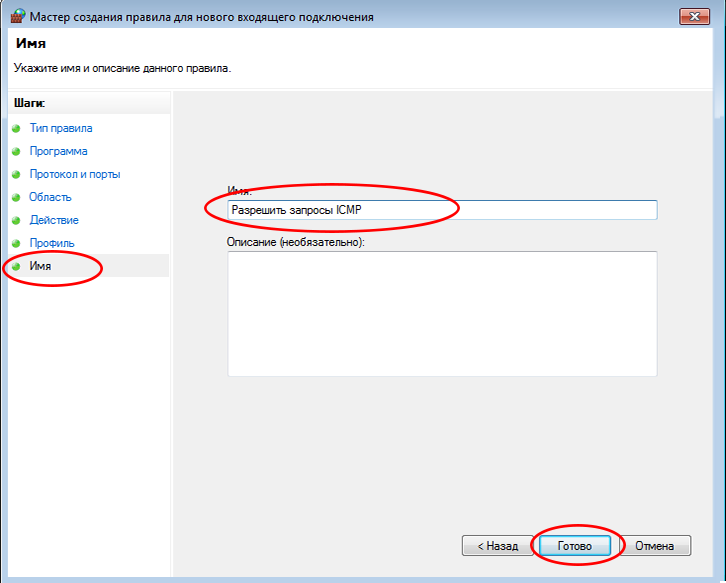 Мастер создания правила для нового входящего подключения
Имя
Укажите имя и описание данного правила.
Шаги:
Тип правила
Программа
Протокол и порты
Область
Действие
Профиль
Имя
Имя:
Разрешить запросы ICMP
Описание (необязательно):
< Назад
Готово
Отмена